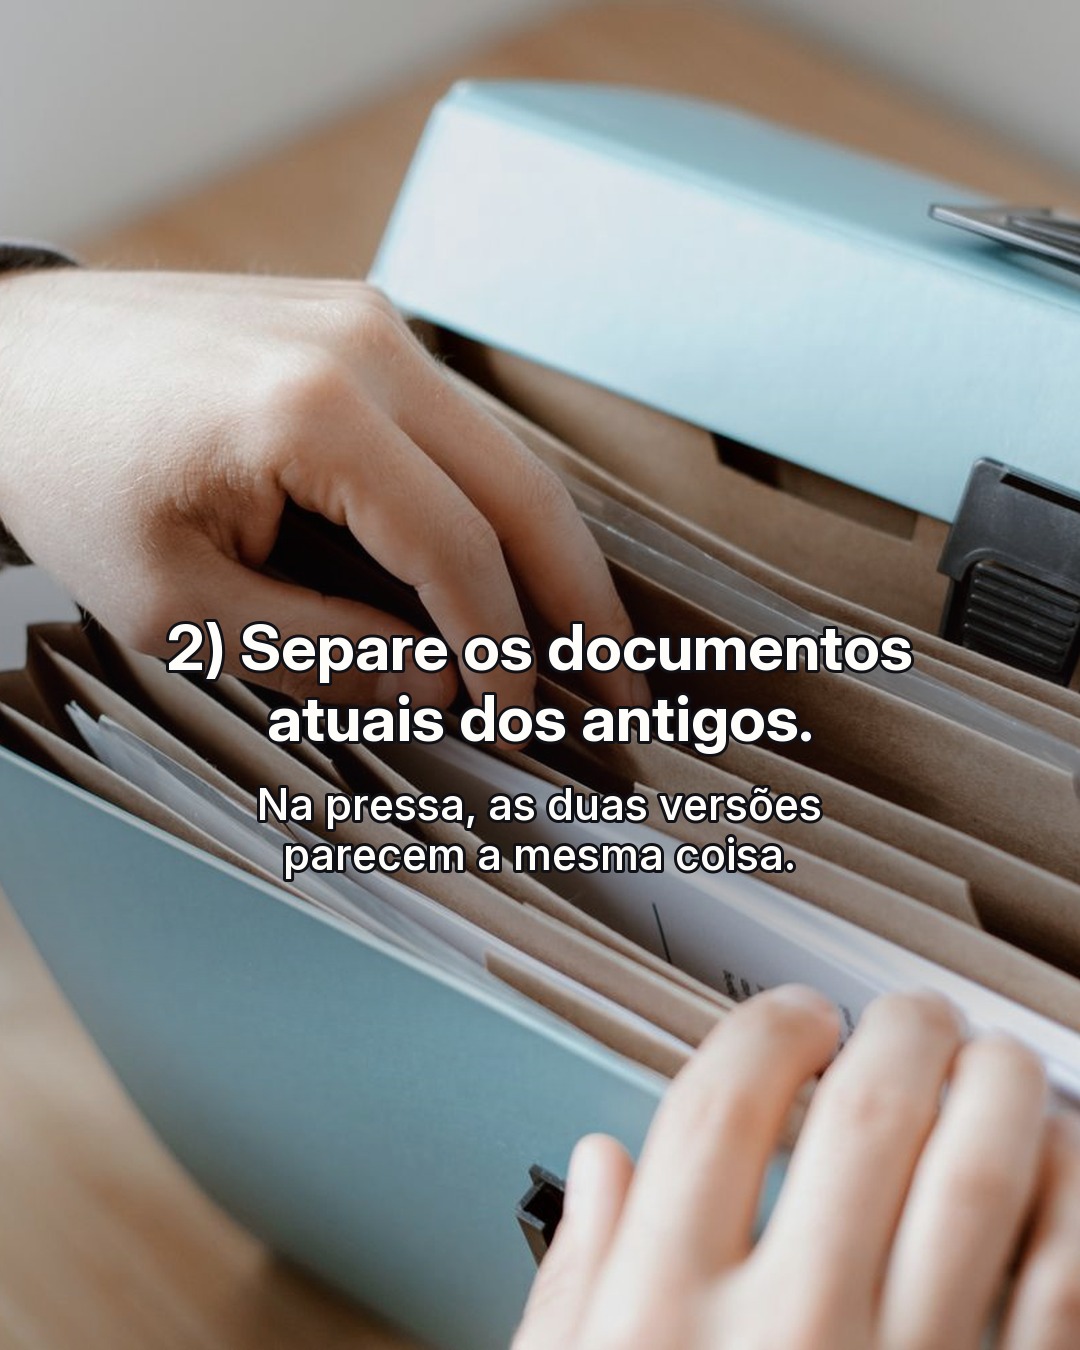 2) Separe os documentos
atuais dos antigos.
Na pressa, as duas versões
parecem a mesma coisa.